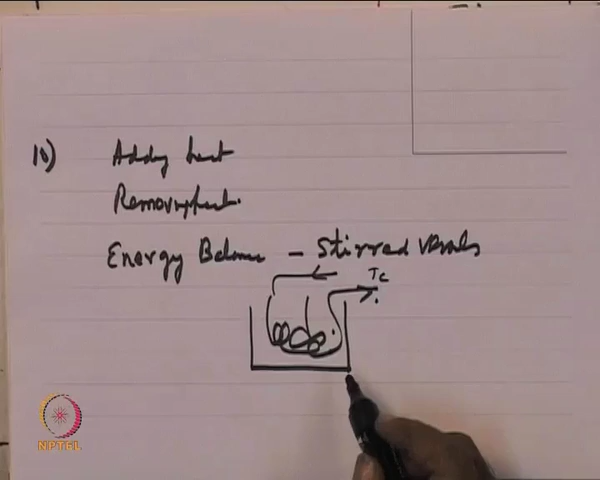 10) Adding heat
Removing heat.
Energy Balance - Stirred Vessels
Tc
NPTEL